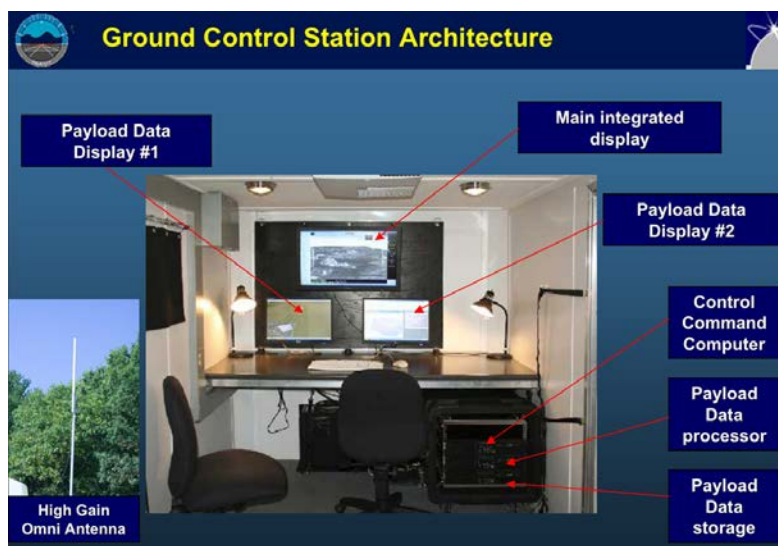 Ground Control Station Architecture
Payload Data
Display #1
Main integrated
display
Payload Data
Display #2
Control
Command
Computer
Payload
Data
processor
Payload
Data
storage
High Gain
Omni Antenna